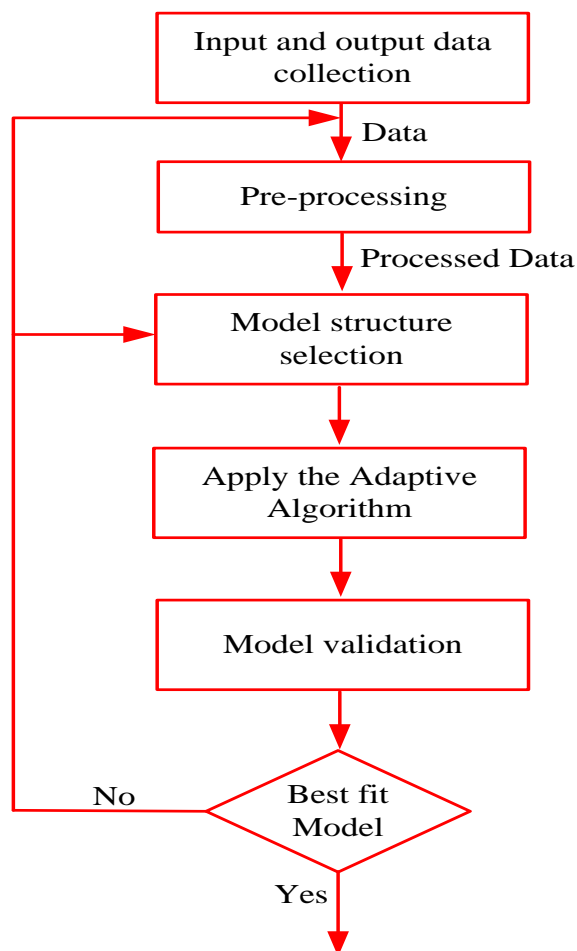 Input and output data
collection
Data
Pre-processing
Processed Data
Model structure
selection
Apply the Adaptive
Algorithm
Model validation
No
Best fit
Model
Yes